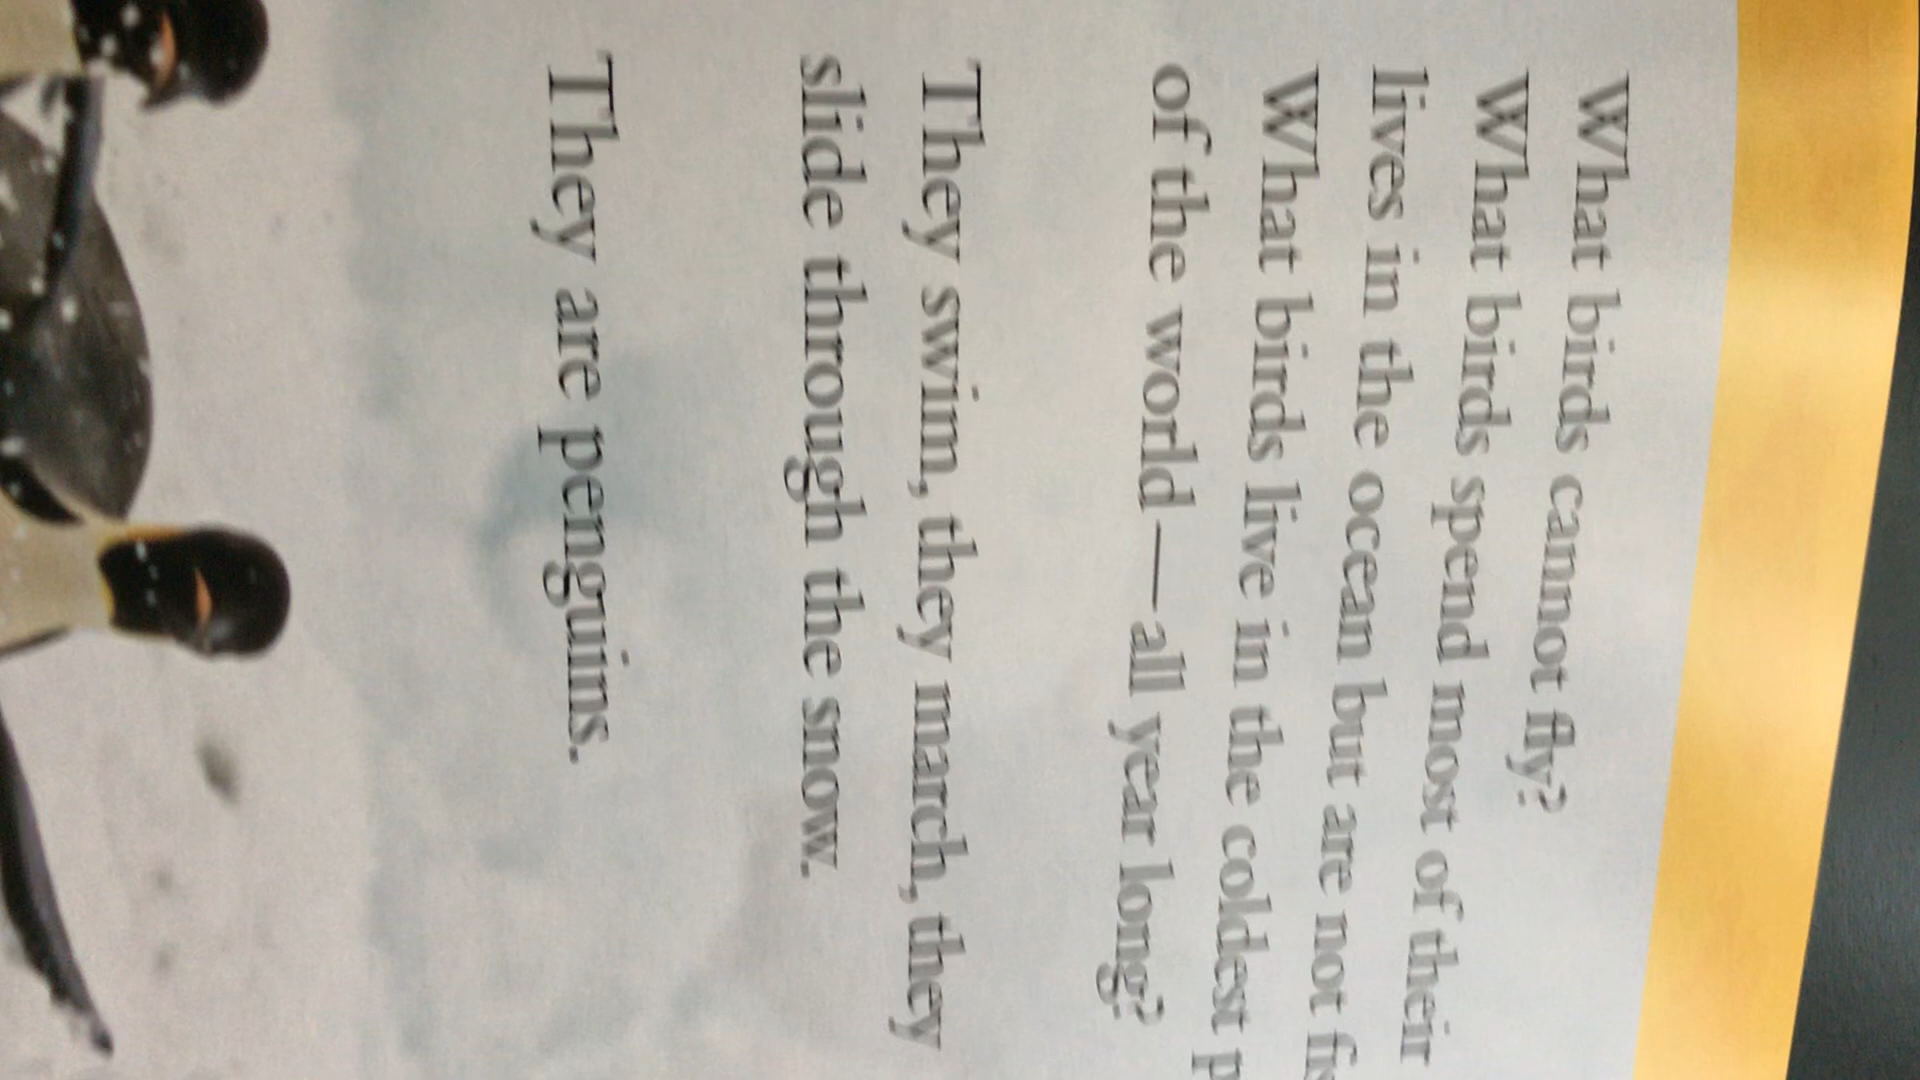 What birds cannot fly?
What birds spend most of their
lives in the ocean but are not
What birds live in the coldest
of the world—all year long?
They swim, they march, they
slide through the snow.
They are penguins.